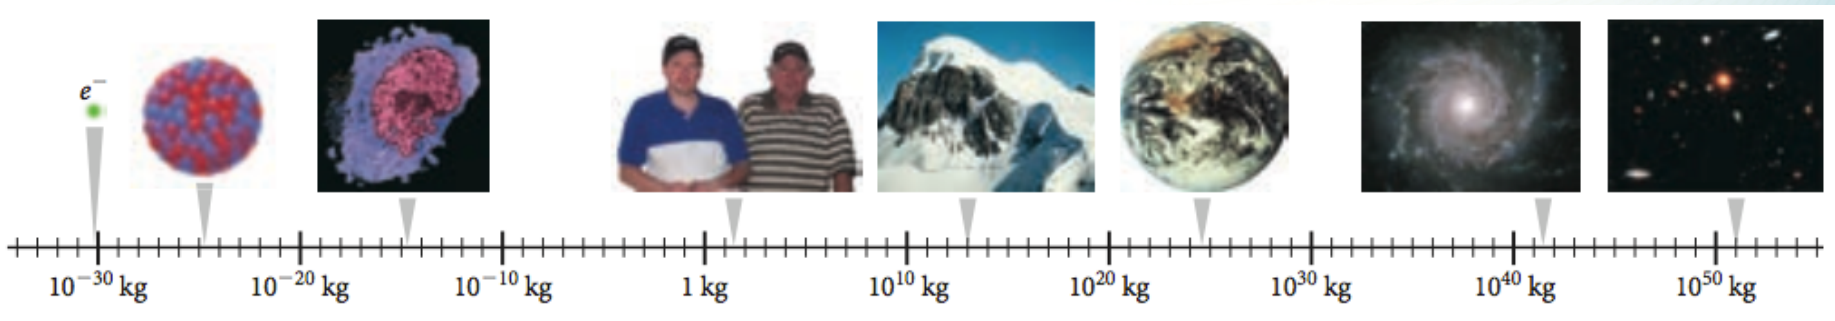 e⁻
10⁻³⁰ kg
10⁻²⁰ kg
10⁻¹⁰ kg
1 kg
10¹⁰ kg
10²⁰ kg
10³⁰ kg
10⁴⁰ kg
10⁵⁰ kg